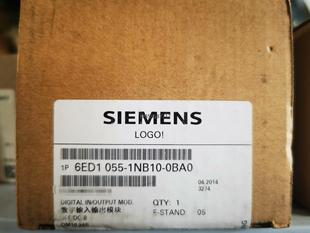 SIEMENS
LOGO!
1P 6ED1 055-1NB10-0BA0
04.2014
3274
DIGITAL IN/OUTPUT MOD.
数字输入输出模块
QTY: 1
E-STAND: 05